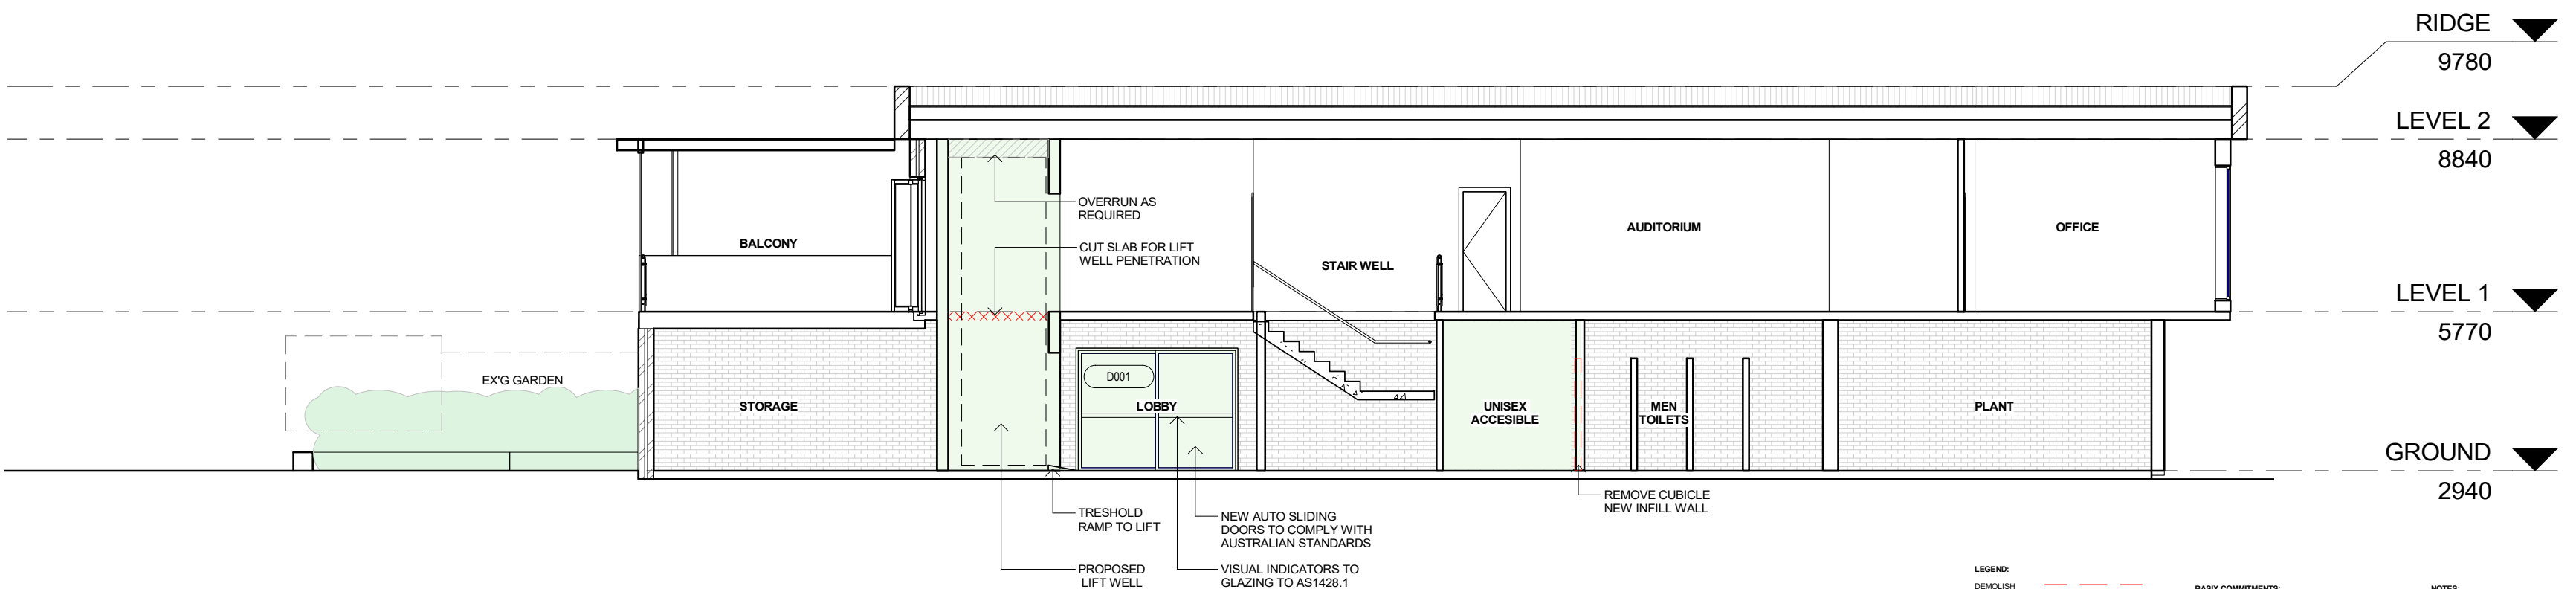 RIDGE
9780
LEVEL 2
8840
OVERRUN AS
REQUIRED
BALCONY
CUT SLAB FOR LIFT
WELL PENETRATION
STAIR WELL
AUDITORIUM
OFFICE
LEVEL 1
5770
EX'G GARDEN
D001
STORAGE
LOBBY
UNISEX
ACCESIBLE
MEN
TOILETS
PLANT
GROUND
2940
TRESHOLD
RAMP TO LIFT
NEW AUTO SLIDING
DOORS TO COMPLY WITH
AUSTRALIAN STANDARDS
REMOVE CUBICLE
NEW INFILL WALL
PROPOSED
LIFT WELL
VISUAL INDICATORS TO
GLAZING TO AS1428.1
LEGEND:
DEMOLISH
BASIX COMMITMENTS:
NOTES: